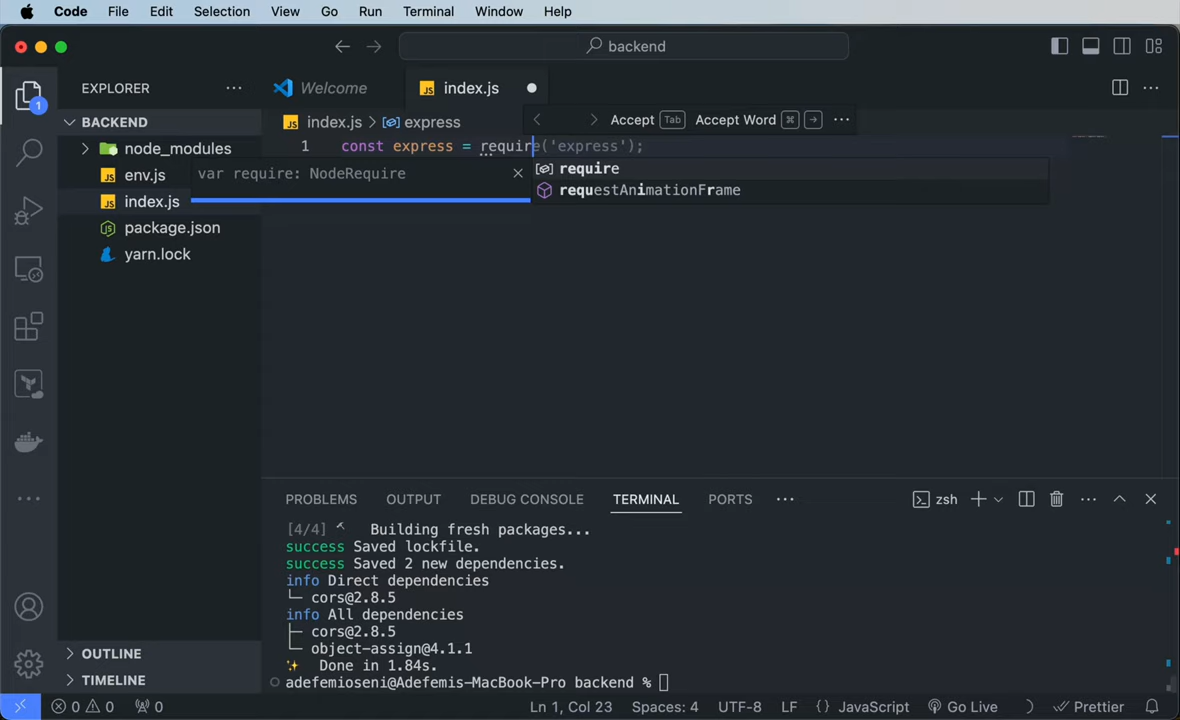 Code File Edit Selection View Go Run Terminal Window Help
backend
EXPLORER
Welcome
index.js
BACKEND
index.js > express
Accept Tab Accept Word ⌘ →
node_modules
1 const express = require('express');
env.js
var require: NodeRequire
require
requestAnimationFrame
index.js
package.json
yarn.lock
1
PROBLEMS OUTPUT DEBUG CONSOLE TERMINAL PORTS
zsh
[4/4] Building fresh packages...
success Saved lockfile.
success Saved 2 new dependencies.
info Direct dependencies
└─ cors@2.8.5
info All dependencies
├─ cors@2.8.5
└─ object-assign@4.1.1
✨ Done in 1.84s.
adefemioseni@Adefemis-MacBook-Pro backend %
OUTLINE
TIMELINE
0 0 0 Ln 1, Col 23 Spaces: 4 UTF-8 LF {} JavaScript Go Live Prettier